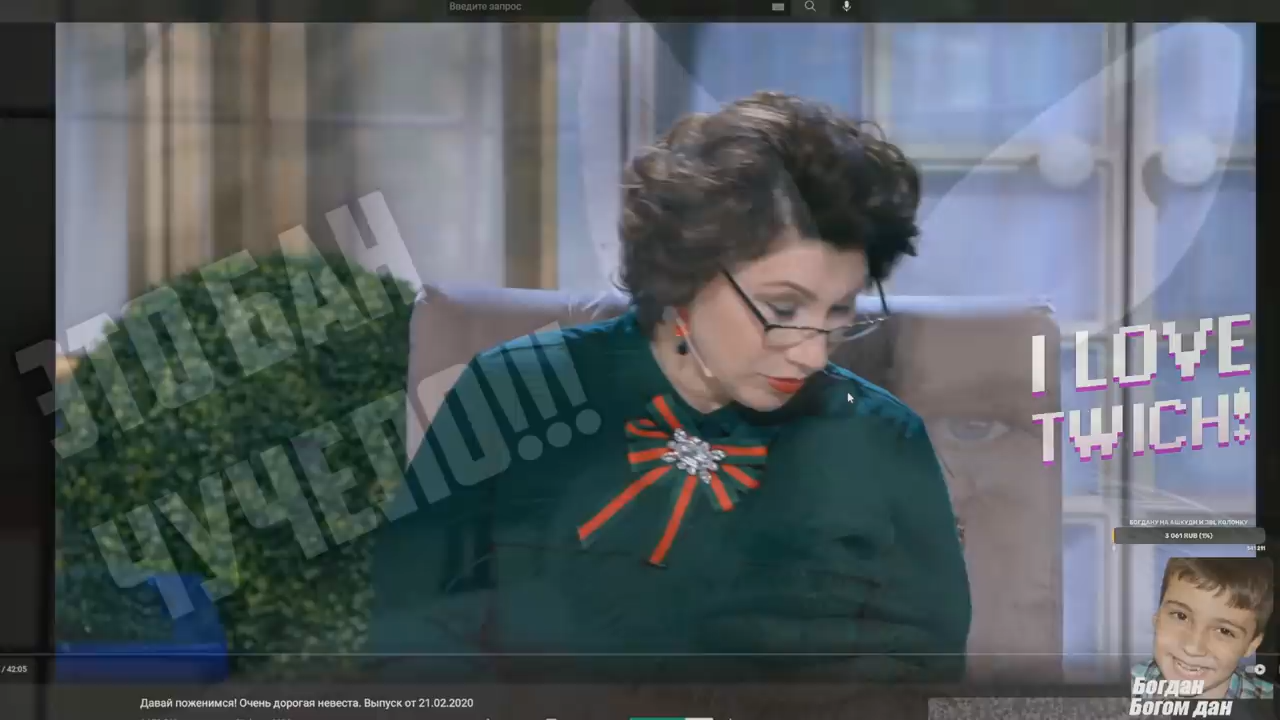 Введите запрос
ЭТО БАН
ЧУЧЕЛО!!!
I LOVE
TWICH!
3 061 RUB (1%)
/ 42:05
Богдан
Богом дан
Давай поженимся! Очень дорогая невеста. Выпуск от 21.02.2020